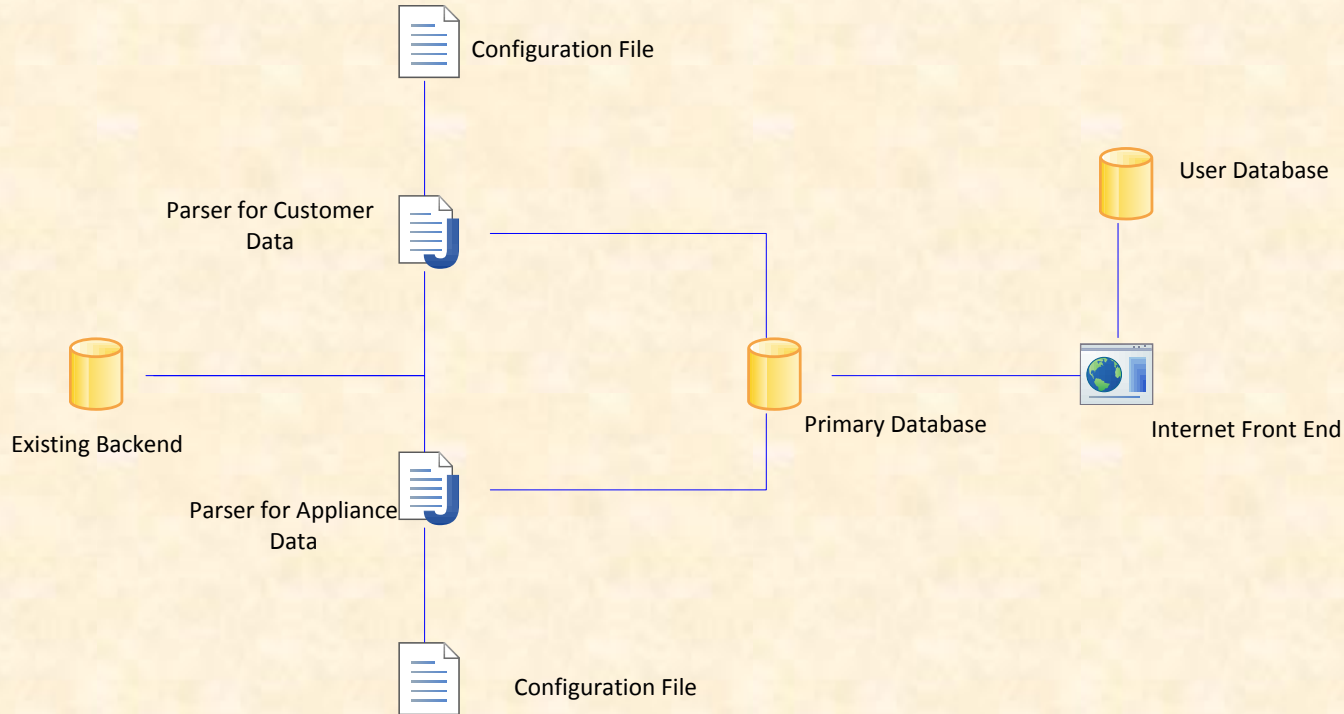 Configuration File
User Database
Parser for Customer
Data
Primary Database
Internet Front End
Existing Backend
Parser for Appliance
Data
Configuration File